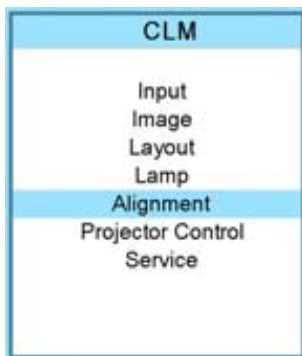 CLM
Input
Image
Layout
Lamp
Alignment
Projector Control
Service